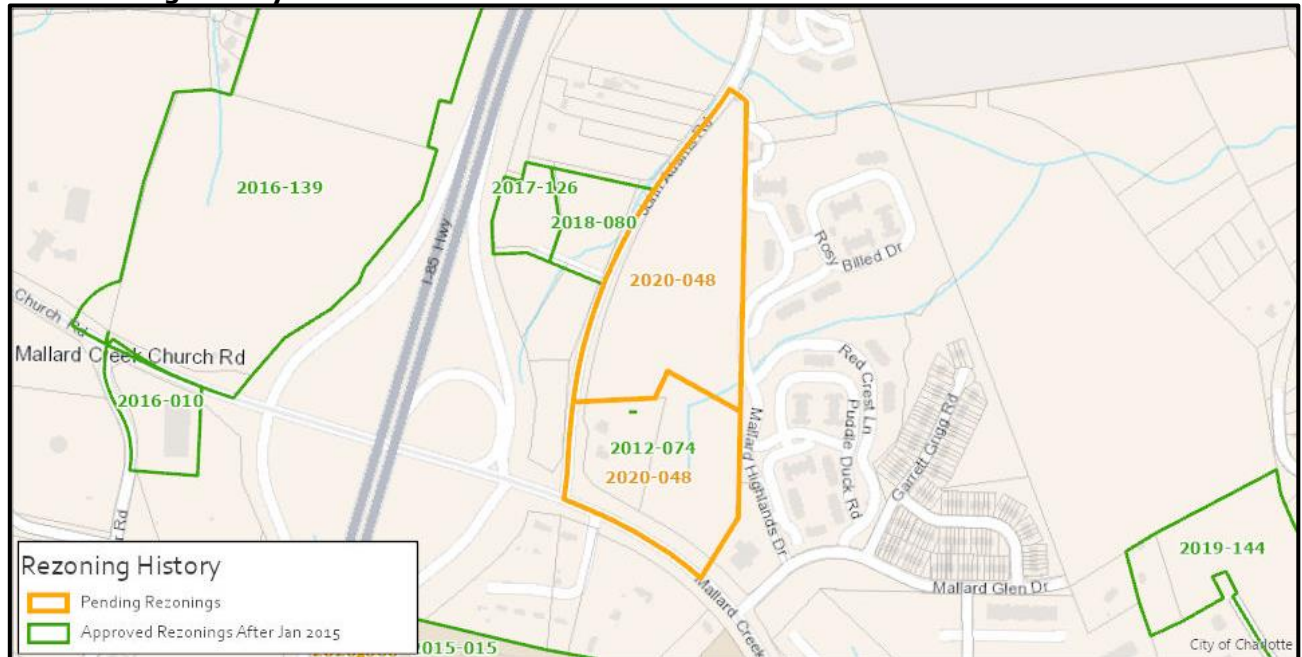 2016-139
2017-126
2018-080
I-85 Hwy
2020-048
Rosy
Billed Dr
Church Rd
Mallard Creek Church Rd
2016-010
Red Crest Ln
Puddle Duck Rd
Garrett Grigg Rd
2012-074
2020-048
Mallard Highlands Dr
2019-144
Mallard Glen Dr
Mallard Creek
Rezoning History
Pending Rezonings
Approved Rezonings After Jan 2015
2015-015
City of Charlotte